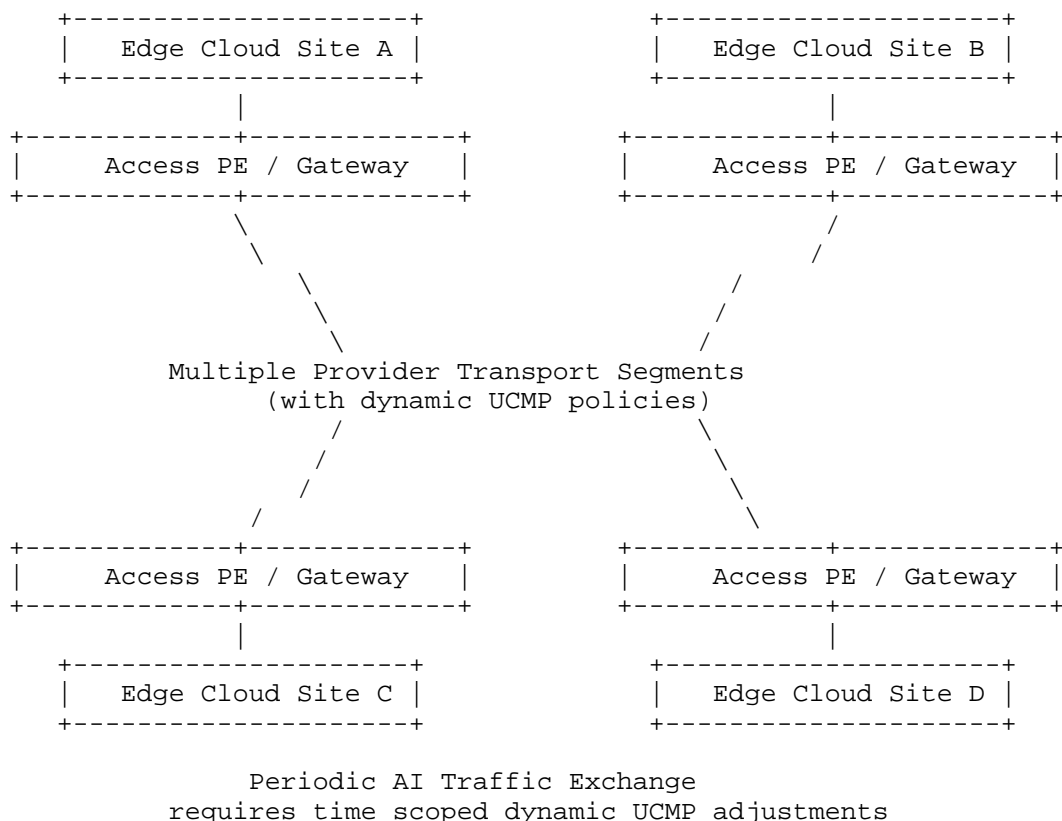 Edge Cloud Site A
Edge Cloud Site B
Access PE / Gateway
Access PE / Gateway
Multiple Provider Transport Segments
(with dynamic UCMP policies)
Access PE / Gateway
Access PE / Gateway
Edge Cloud Site C
Edge Cloud Site D
Periodic AI Traffic Exchange
requires time scoped dynamic UCMP adjustments